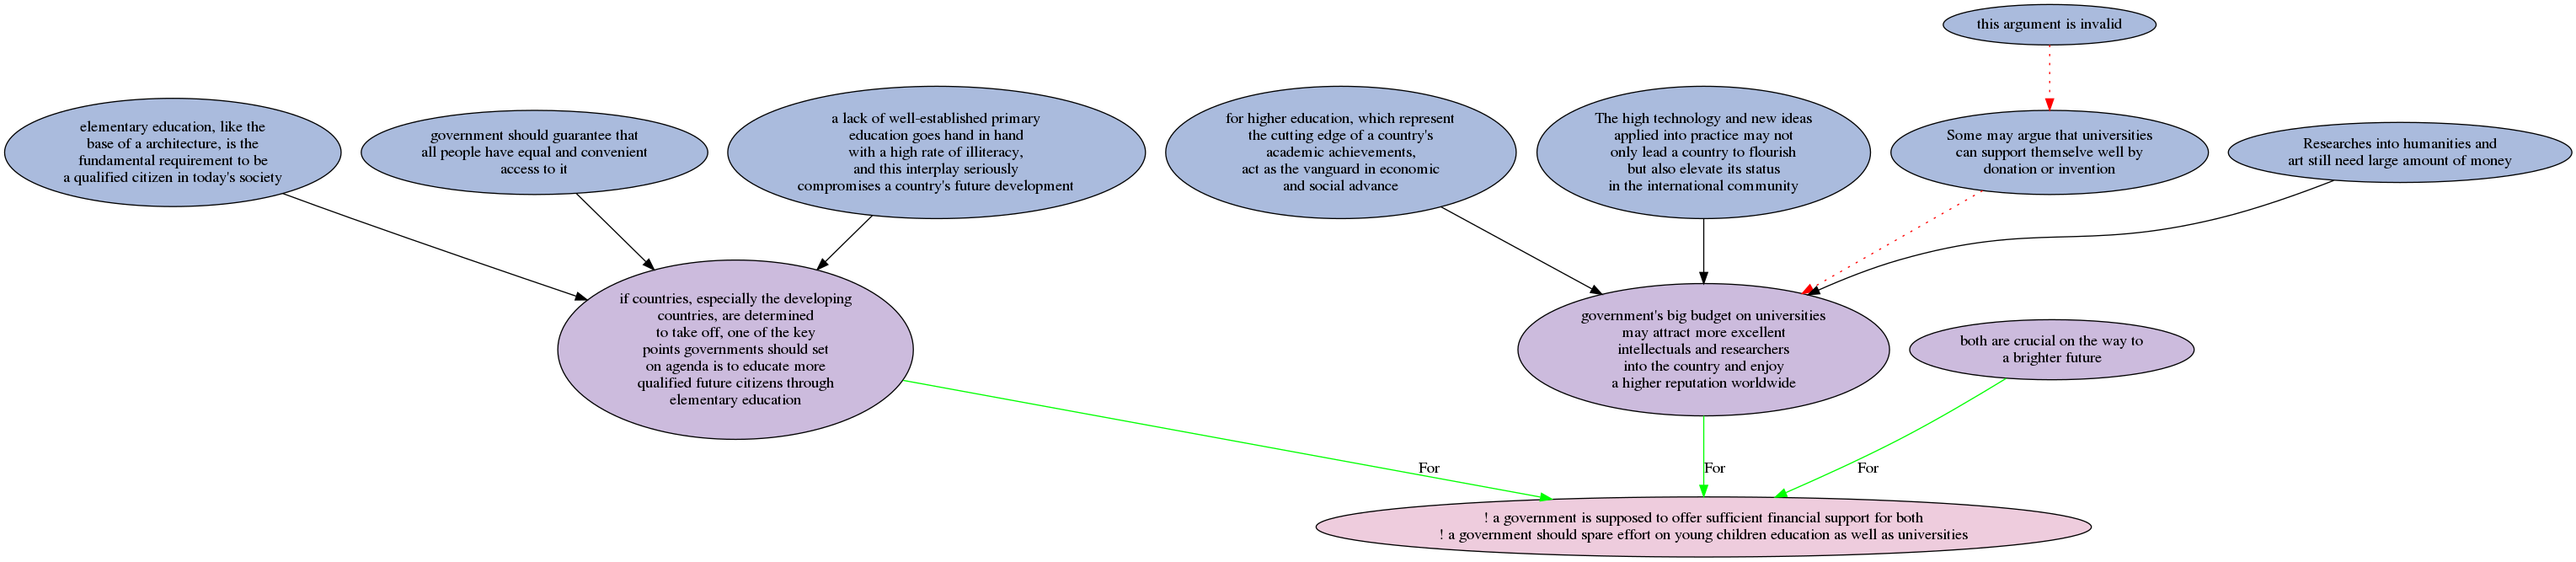 this argument is invalid
elementary education, like the
base of a architecture, is the
fundamental requirement to be
a qualified citizen in today's society
government should guarantee that
all people have equal and convenient
access to it
a lack of well-established primary
education goes hand in hand
with a high rate of illiteracy,
and this interplay seriously
compromises a country's future development
for higher education, which represent
the cutting edge of a country's
academic achievements,
act as the vanguard in economic
and social advance
The high technology and new ideas
applied into practice may not
only lead a country to flourish
but also elevate its status
in the international community
Some may argue that universities
can support themselve well by
donation or invention
Researches into humanities and
art still need large amount of money
if countries, especially the developing
countries, are determined
to take off, one of the key
points governments should set
on agenda is to educate more
qualified future citizens through
elementary education
government's big budget on universities
may attract more excellent
intellectuals and researchers
into the country and enjoy
a higher reputation worldwide
both are crucial on the way to
a brighter future
For
For
For
! a government is supposed to offer sufficient financial support for both
! a government should spare effort on young children education as well as universities